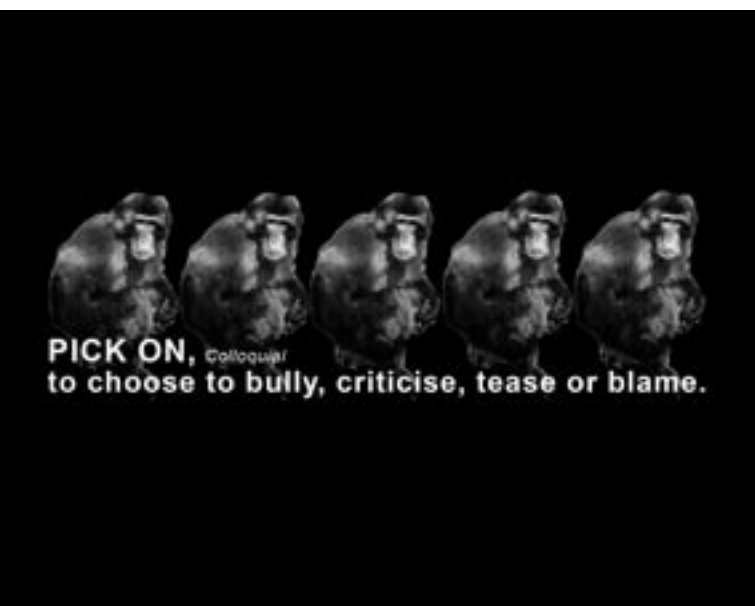 PICK ON, Colloquial
to choose to bully, criticise, tease or blame.